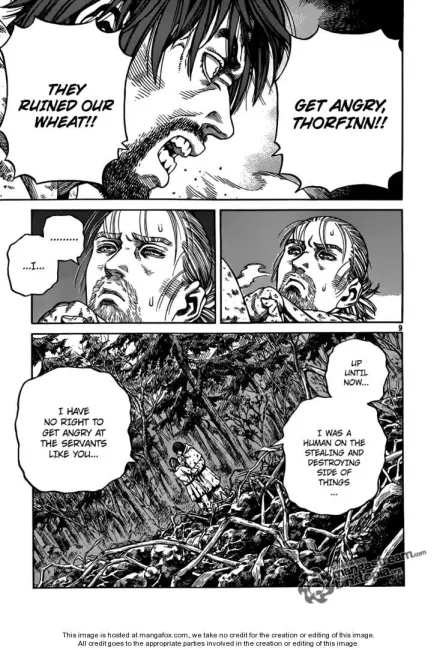 GET ANGRY,
THORFINN!!
THEY
RUINED OUR
WHEAT!!
.........
...I...
9
UP
UNTIL
NOW...
I WAS A
HUMAN ON THE
STEALING AND
DESTROYING
SIDE OF
THINGS
...
I HAVE
NO RIGHT TO
GET ANGRY AT
THE SERVANTS
LIKE YOU...
This image is hosted at mangafox.com, we take no credit for the creation or editing of this image.
All credit goes to the appropriate parties involved in the creation or editing of this image.